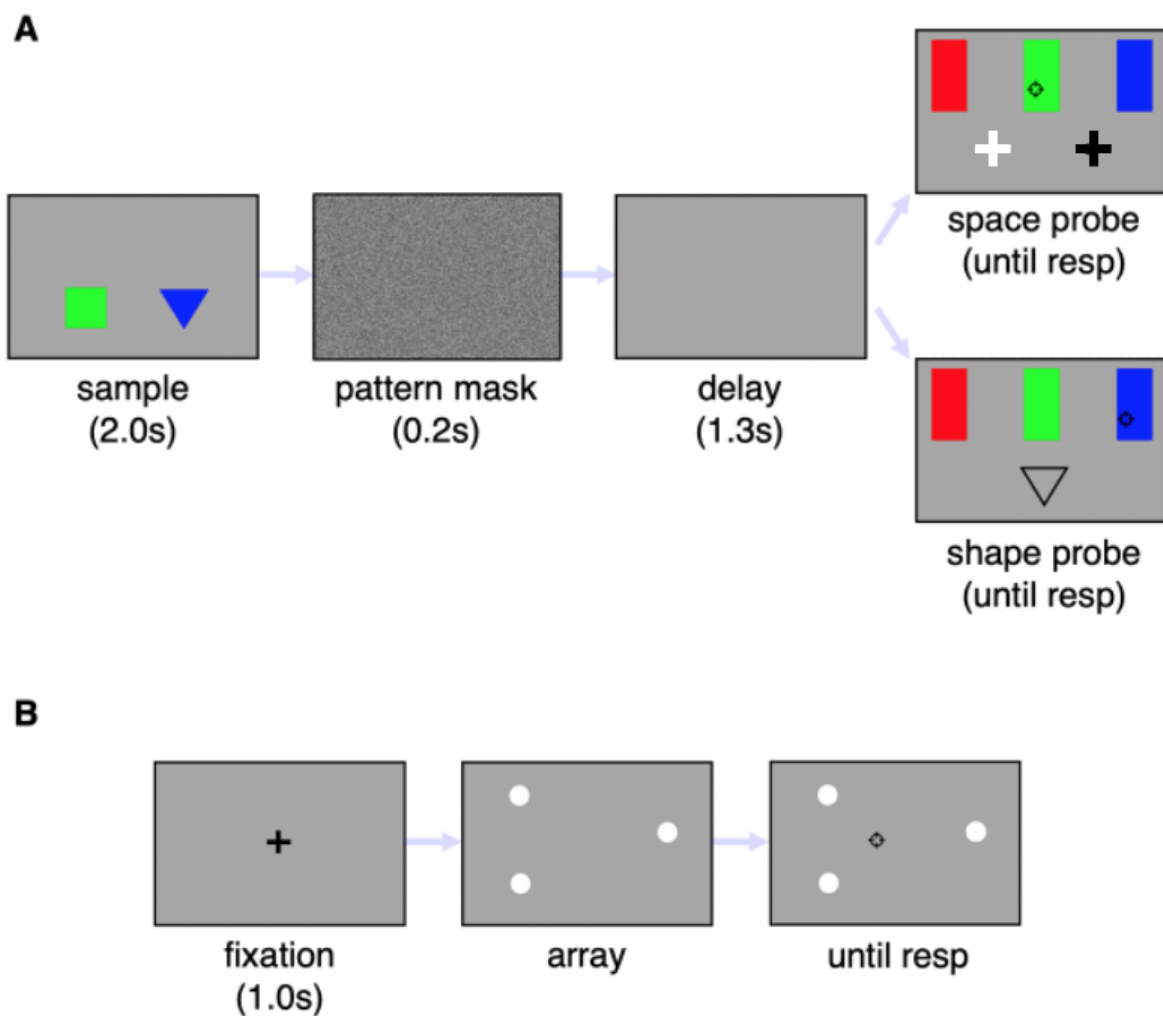 A
sample
(2.0s)
pattern mask
(0.2s)
delay
(1.3s)
space probe
(until resp)
shape probe
(until resp)
B
fixation
(1.0s)
array
until resp